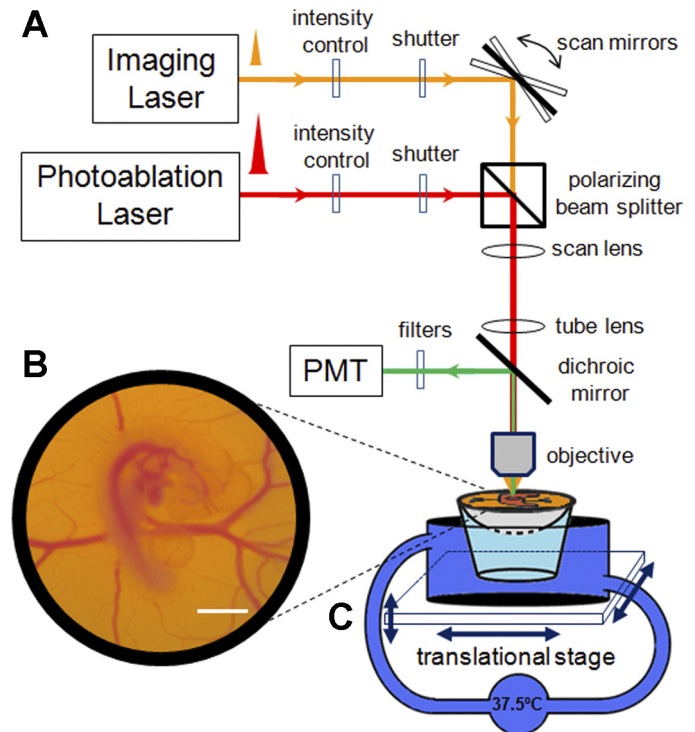 A
Imaging
Laser
intensity
control
shutter
scan mirrors
Photoablation
Laser
intensity
control
shutter
polarizing
beam splitter
scan lens
tube lens
filters
PMT
dichroic
mirror
B
objective
C
translational stage
37.5ºC